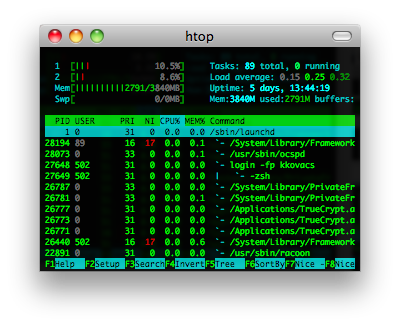 htop
1 [||| 10.5%] Tasks: 89 total, 0 running
2 [|| 8.6%] Load average: 0.15 0.25 0.32
Mem[||||||||||2791/3840MB] Uptime: 5 days, 13:44:19
Swp[ 0/0MB] Mem:3840M used:2791M buffers:
PID USER PRI NI CPU% MEM% Command
1 0 31 0 0.0 0.0 /sbin/launchd
28194 89 16 17 0.0 0.1 `- /System/Library/Framework
28073 0 33 0 0.0 0.1 `- /usr/sbin/ocspd
27648 502 31 0 0.0 0.0 `- login -fp kkovacs
27649 502 31 0 0.0 0.0 | `- -zsh
26787 0 33 0 0.0 0.1 `- /System/Library/PrivateFr
26781 0 31 0 0.0 0.0 `- /System/Library/PrivateFr
26777 0 31 0 0.0 0.0 `- /Applications/TrueCrypt.a
26773 0 31 0 0.0 0.0 `- /Applications/TrueCrypt.a
26771 0 31 0 0.0 0.0 `- /Applications/TrueCrypt.a
26440 502 16 17 0.0 0.6 `- /System/Library/Framework
22891 0 31 0 0.0 0.0 `- /usr/sbin/racoon
F1Help F2Setup F3SearchF4InvertF5Tree F6SortByF7Nice -F8Nice